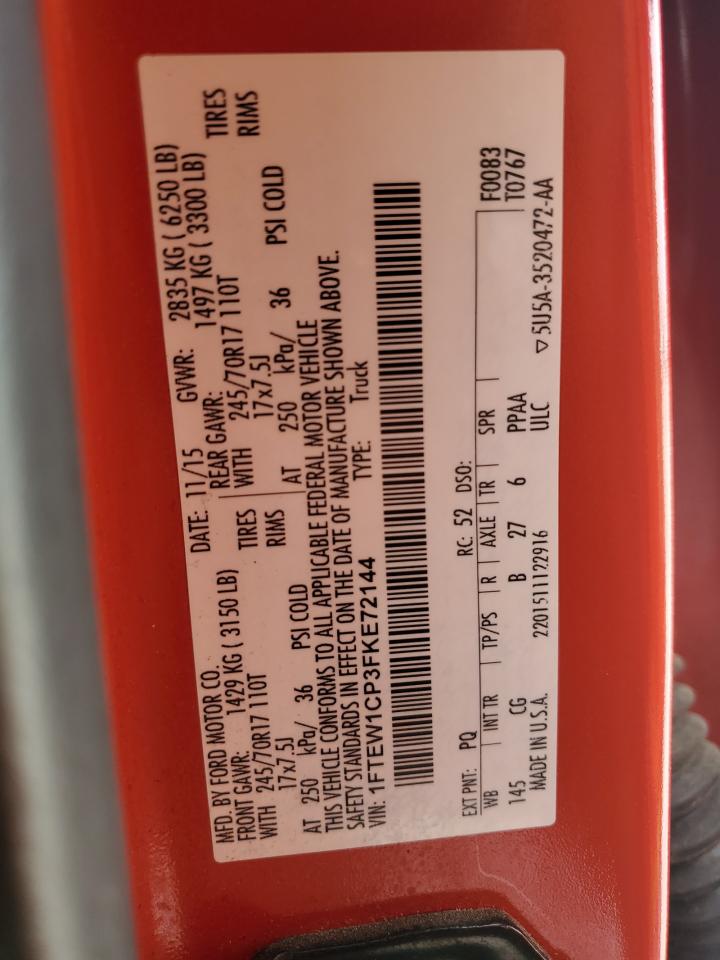 MFD. BY FORD MOTOR CO.
DATE: 11/15 GVWR: 2835 KG ( 6250 LB)
FRONT GAWR: 1429 KG ( 3150 LB) REAR GAWR: 1497 KG ( 3300 LB)
WITH 245/70R17 110T TIRES WITH 245/70R17 110T TIRES
17x7.5J RIMS 17x7.5J RIMS
AT 250 kPa/ 36 PSI COLD AT 250 kPa/ 36 PSI COLD
THIS VEHICLE CONFORMS TO ALL APPLICABLE FEDERAL MOTOR VEHICLE
SAFETY STANDARDS IN EFFECT ON THE DATE OF MANUFACTURE SHOWN ABOVE.
VIN: 1FTEW1CP3FKE72144 TYPE: Truck
EXT PNT: PQ RC: 52 DSO: F0083
WB INT TR TP/PS R AXLE TR SPR T0767
145 CG B 27 6 PPAA
ULC
MADE IN U.S.A. 2201511122916 ▽5U5A-3520472-AA